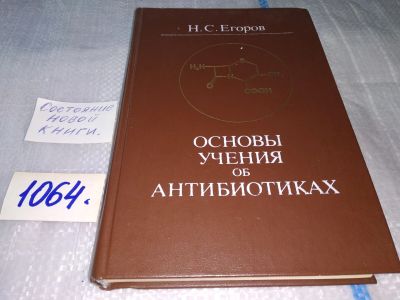 Н.С.Егоров
H₂N
O
COOH
ОСНОВЫ
УЧЕНИЯ
ОБ
АНТИБИОТИКАХ
Состояние
новой
книги.
1064.